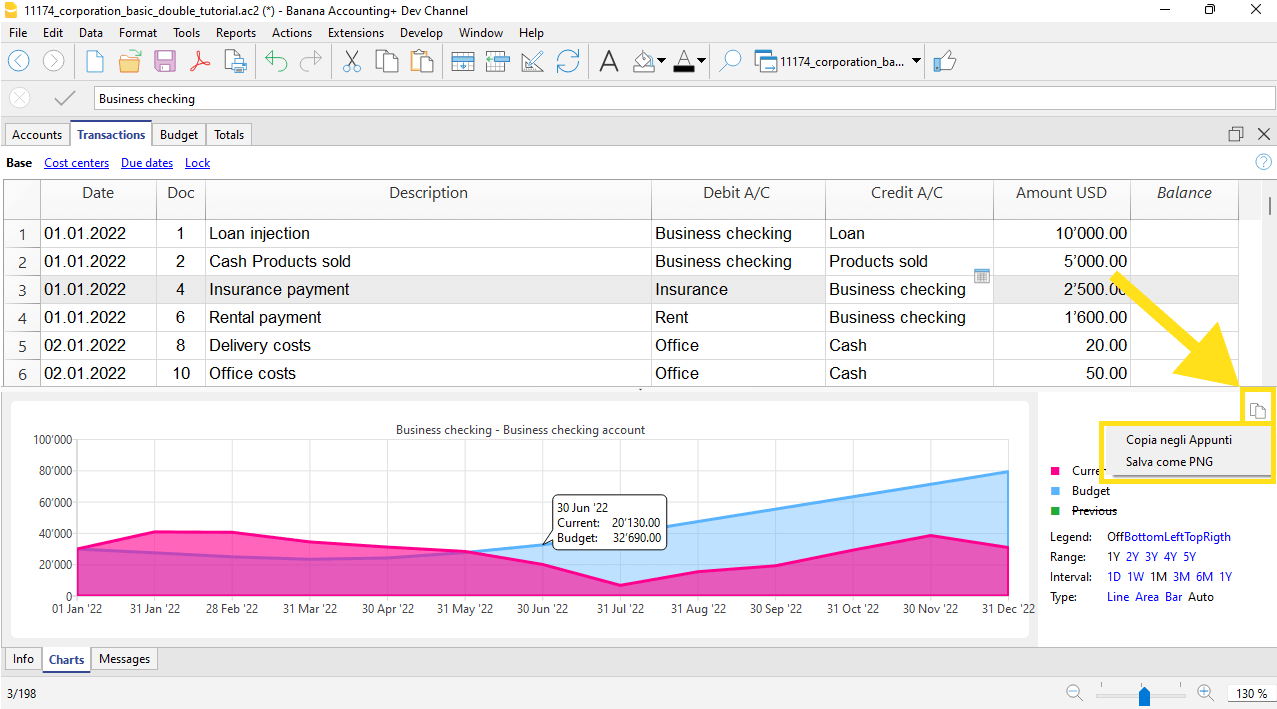 11174_corporation_basic_double_tutorial.ac2 (*) - Banana Accounting+ Dev Channel
File Edit Data Format Tools Reports Actions Extensions Develop Window Help
11174_corporation_ba...
Business checking
Accounts Transactions Budget Totals
Base Cost centers Due dates Lock
Date Doc Description Debit A/C Credit A/C Amount USD Balance
1 01.01.2022 1 Loan injection Business checking Loan 10’000.00
2 01.01.2022 2 Cash Products sold Business checking Products sold 5’000.00
3 01.01.2022 4 Insurance payment Insurance Business checking 2’500.00
4 01.01.2022 6 Rental payment Rent Business checking 1’600.00
5 02.01.2022 8 Delivery costs Office Cash 20.00
6 02.01.2022 10 Office costs Office Cash 50.00
Business checking - Business checking account
100'000
80'000
60'000
40'000
20'000
0
01 Jan '22 31 Jan '22 28 Feb '22 31 Mar '22 30 Apr '22 31 May '22 30 Jun '22 31 Jul '22 31 Aug '22 30 Sep '22 31 Oct '22 30 Nov '22 31 Dec '22
30 Jun '22
Current: 20'130.00
Budget: 32'690.00
Copia negli Appunti
Salva come PNG
Curre
Budget
Previous
Legend: OffBottomLeftTopRigth
Range: 1Y 2Y 3Y 4Y 5Y
Interval: 1D 1W 1M 3M 6M 1Y
Type: Line Area Bar Auto
Info Charts Messages
3/198
130 %